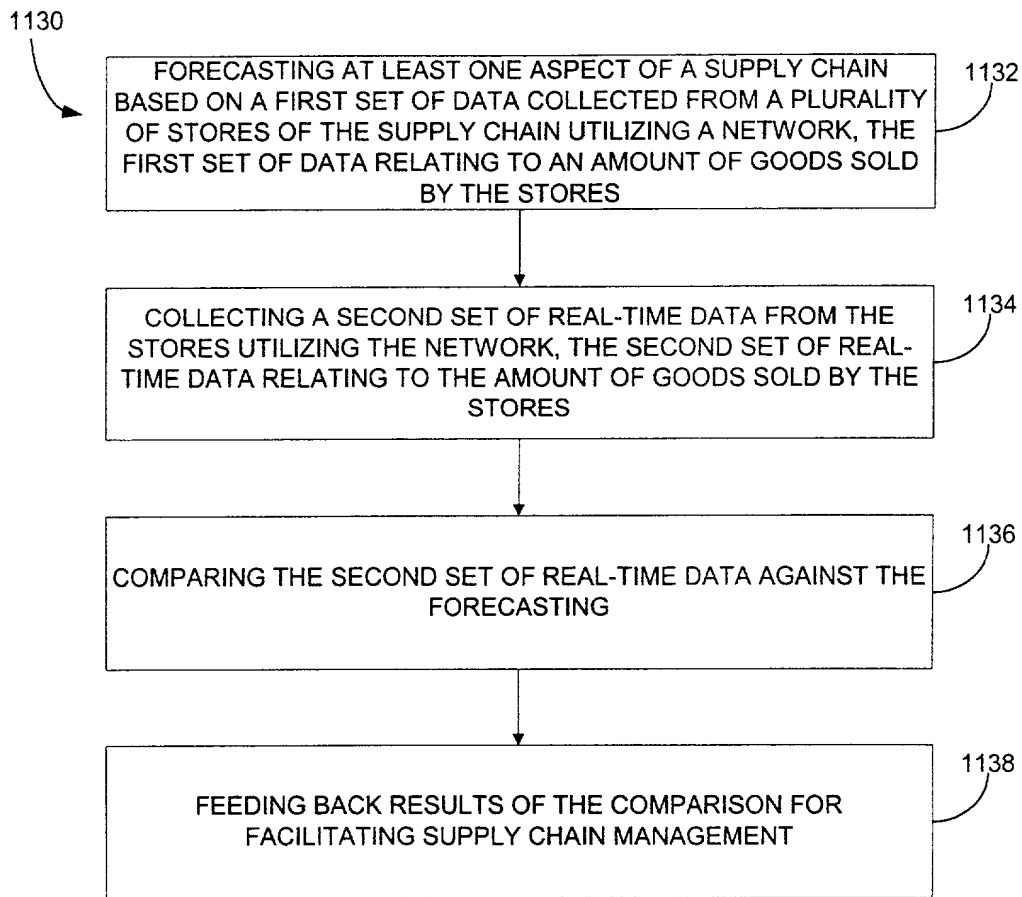 1130
FORECASTING AT LEAST ONE ASPECT OF A SUPPLY CHAIN
BASED ON A FIRST SET OF DATA COLLECTED FROM A PLURALITY
OF STORES OF THE SUPPLY CHAIN UTILIZING A NETWORK, THE
FIRST SET OF DATA RELATING TO AN AMOUNT OF GOODS SOLD
BY THE STORES
1132
COLLECTING A SECOND SET OF REAL-TIME DATA FROM THE
STORES UTILIZING THE NETWORK, THE SECOND SET OF REAL-
TIME DATA RELATING TO THE AMOUNT OF GOODS SOLD BY THE
STORES
1134
COMPARING THE SECOND SET OF REAL-TIME DATA AGAINST THE
FORECASTING
1136
FEEDING BACK RESULTS OF THE COMPARISON FOR
FACILITATING SUPPLY CHAIN MANAGEMENT
1138